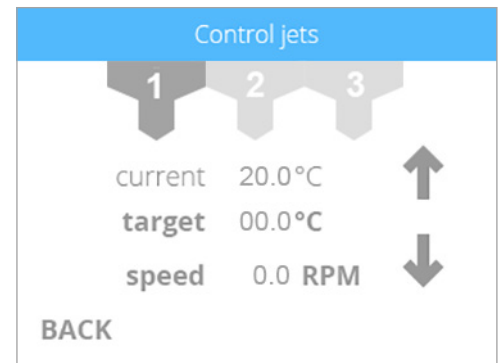 Control jets
1 2 3
current 20.0°C
target 00.0°C
speed 0.0 RPM
BACK